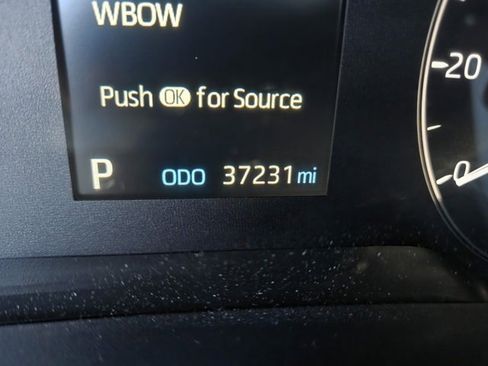 WBOW
Push OK for Source
P ODO 37231 mi
20
0